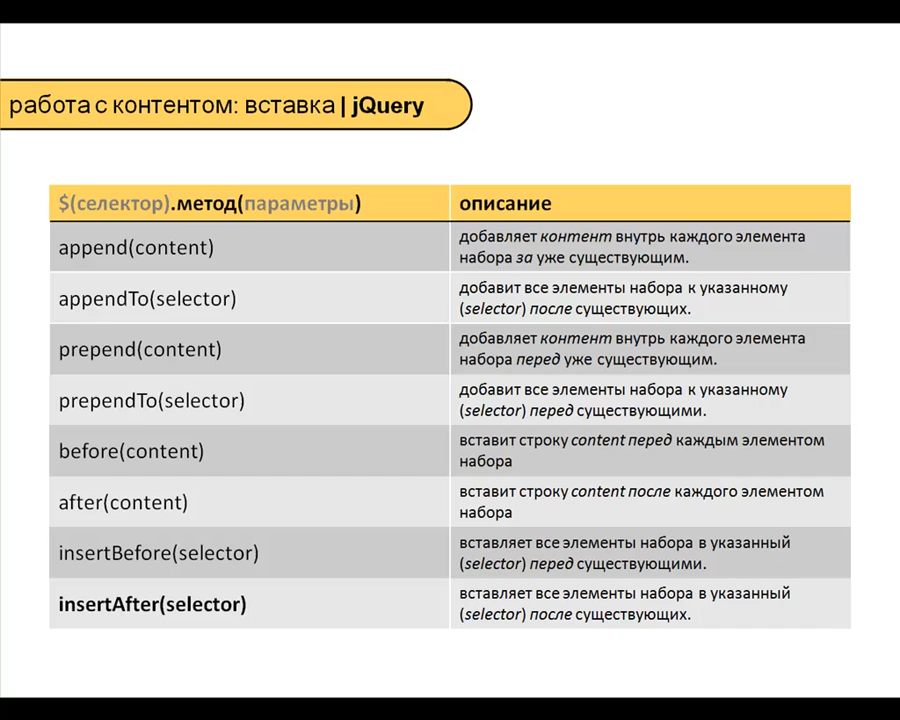 работа с контентом: вставка | jQuery
$(селектор).метод(параметры)
описание
append(content)
добавляет контент внутрь каждого элемента
набора за уже существующим.
appendTo(selector)
добавит все элементы набора к указанному
(selector) после существующих.
prepend(content)
добавляет контент внутрь каждого элемента
набора перед уже существующим.
prependTo(selector)
добавит все элементы набора к указанному
(selector) перед существующими.
before(content)
вставит строку content перед каждым элементом
набора
after(content)
вставит строку content после каждого элементом
набора
insertBefore(selector)
вставляет все элементы набора в указанный
(selector) перед существующими.
insertAfter(selector)
вставляет все элементы набора в указанный
(selector) после существующих.